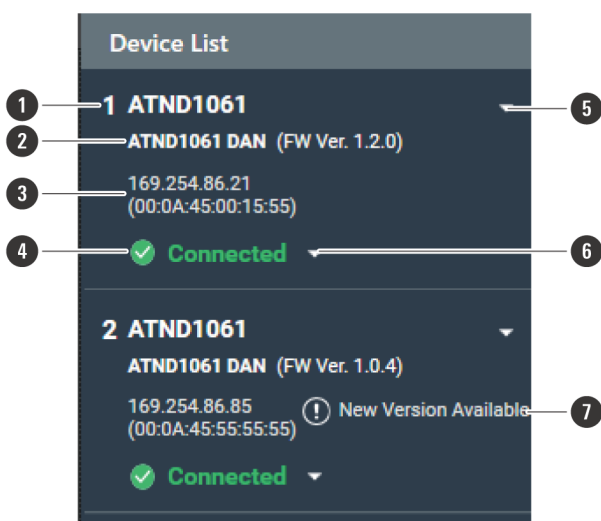 Device List
1 1 ATND1061 5
2 ATND1061 DAN (FW Ver. 1.2.0)
3 169.254.86.21
(00:0A:45:00:15:55)
4 Connected 6
2 ATND1061
ATND1061 DAN (FW Ver. 1.0.4)
169.254.86.85 ! New Version Available 7
(00:0A:45:55:55:55)
Connected